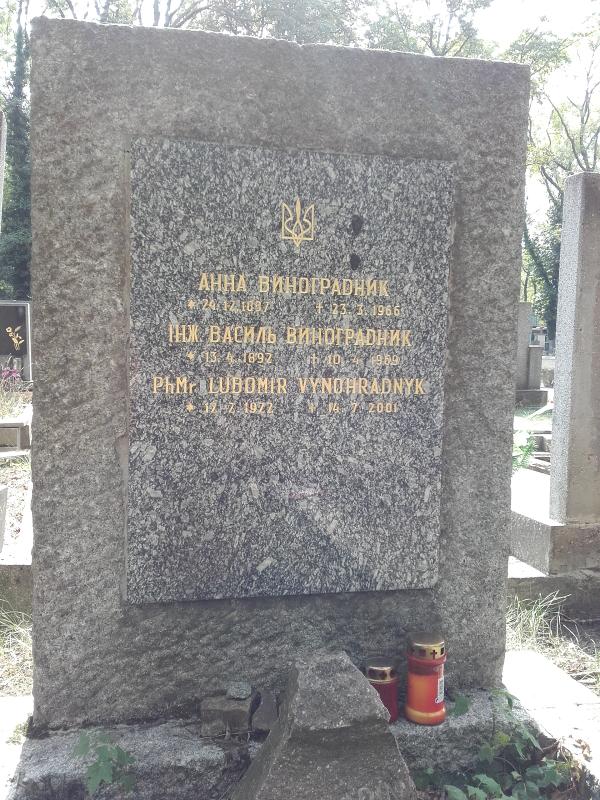 АННА ВИНОГРАДНИК
* 24.12.1897 + 23.3.1966
ІНЖ. ВАСИЛЬ ВИНОГРАДНИК
* 13.4.1892 + 10.4.1969
PhMr. LUBOMIR VYNOHRADNYK
* 17.7.1922 + 14.7.2001